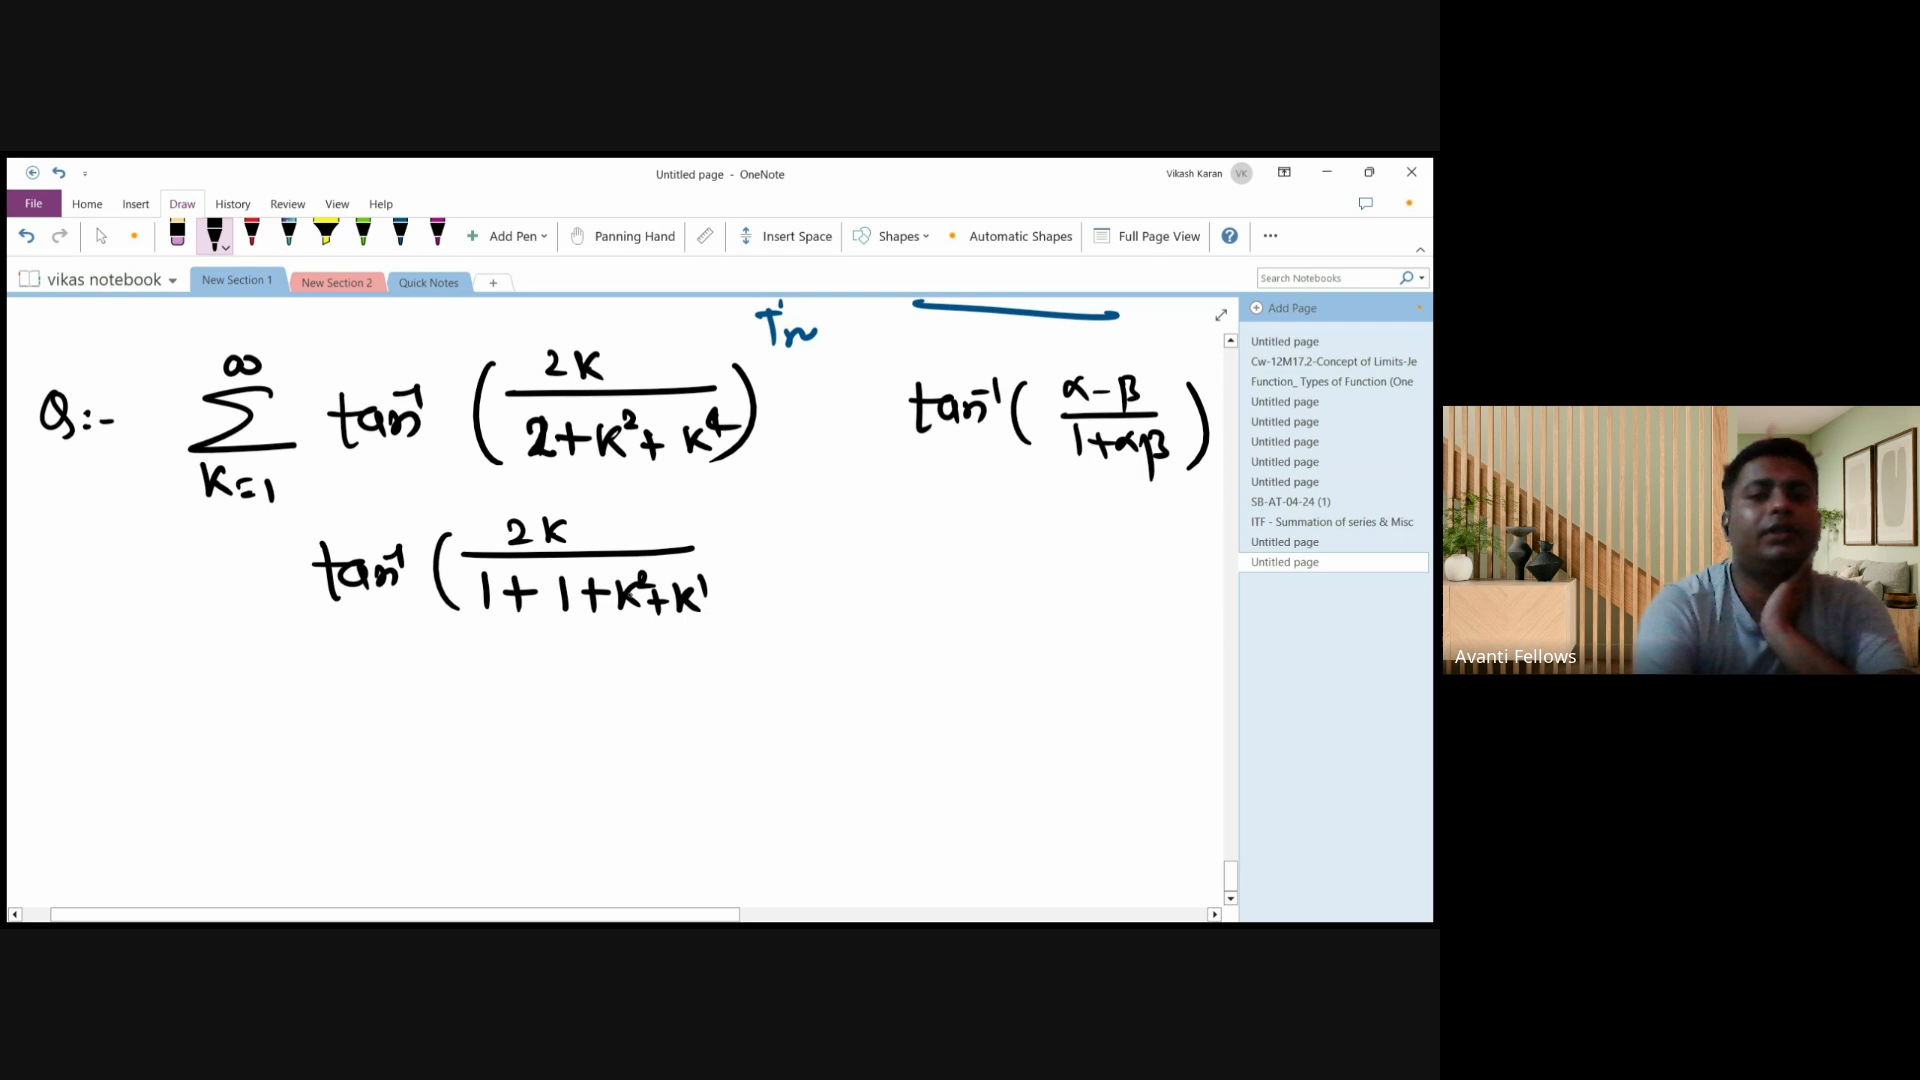 Untitled page - OneNote
Vikash Karan VK
File Home Insert Draw History Review View Help
Add Pen Panning Hand Insert Space Shapes Automatic Shapes Full Page View
vikas notebook New Section 1 New Section 2 Quick Notes +
Search Notebooks
Add Page
Untitled page
Cw-12M17.2-Concept of Limits-Je
Function_ Types of Function (One
Untitled page
Untitled page
Untitled page
Untitled page
Untitled page
SB-AT-04-24 (1)
ITF - Summation of series & Misc
Untitled page
Untitled page
Tn
Q:- ∞ Σ K=1 tan⁻¹ (2K / 2+K²+K⁴)
tan⁻¹ (α-β / 1+αβ)
tan⁻¹ (2K / 1+1+K²+K
Avanti Fellows